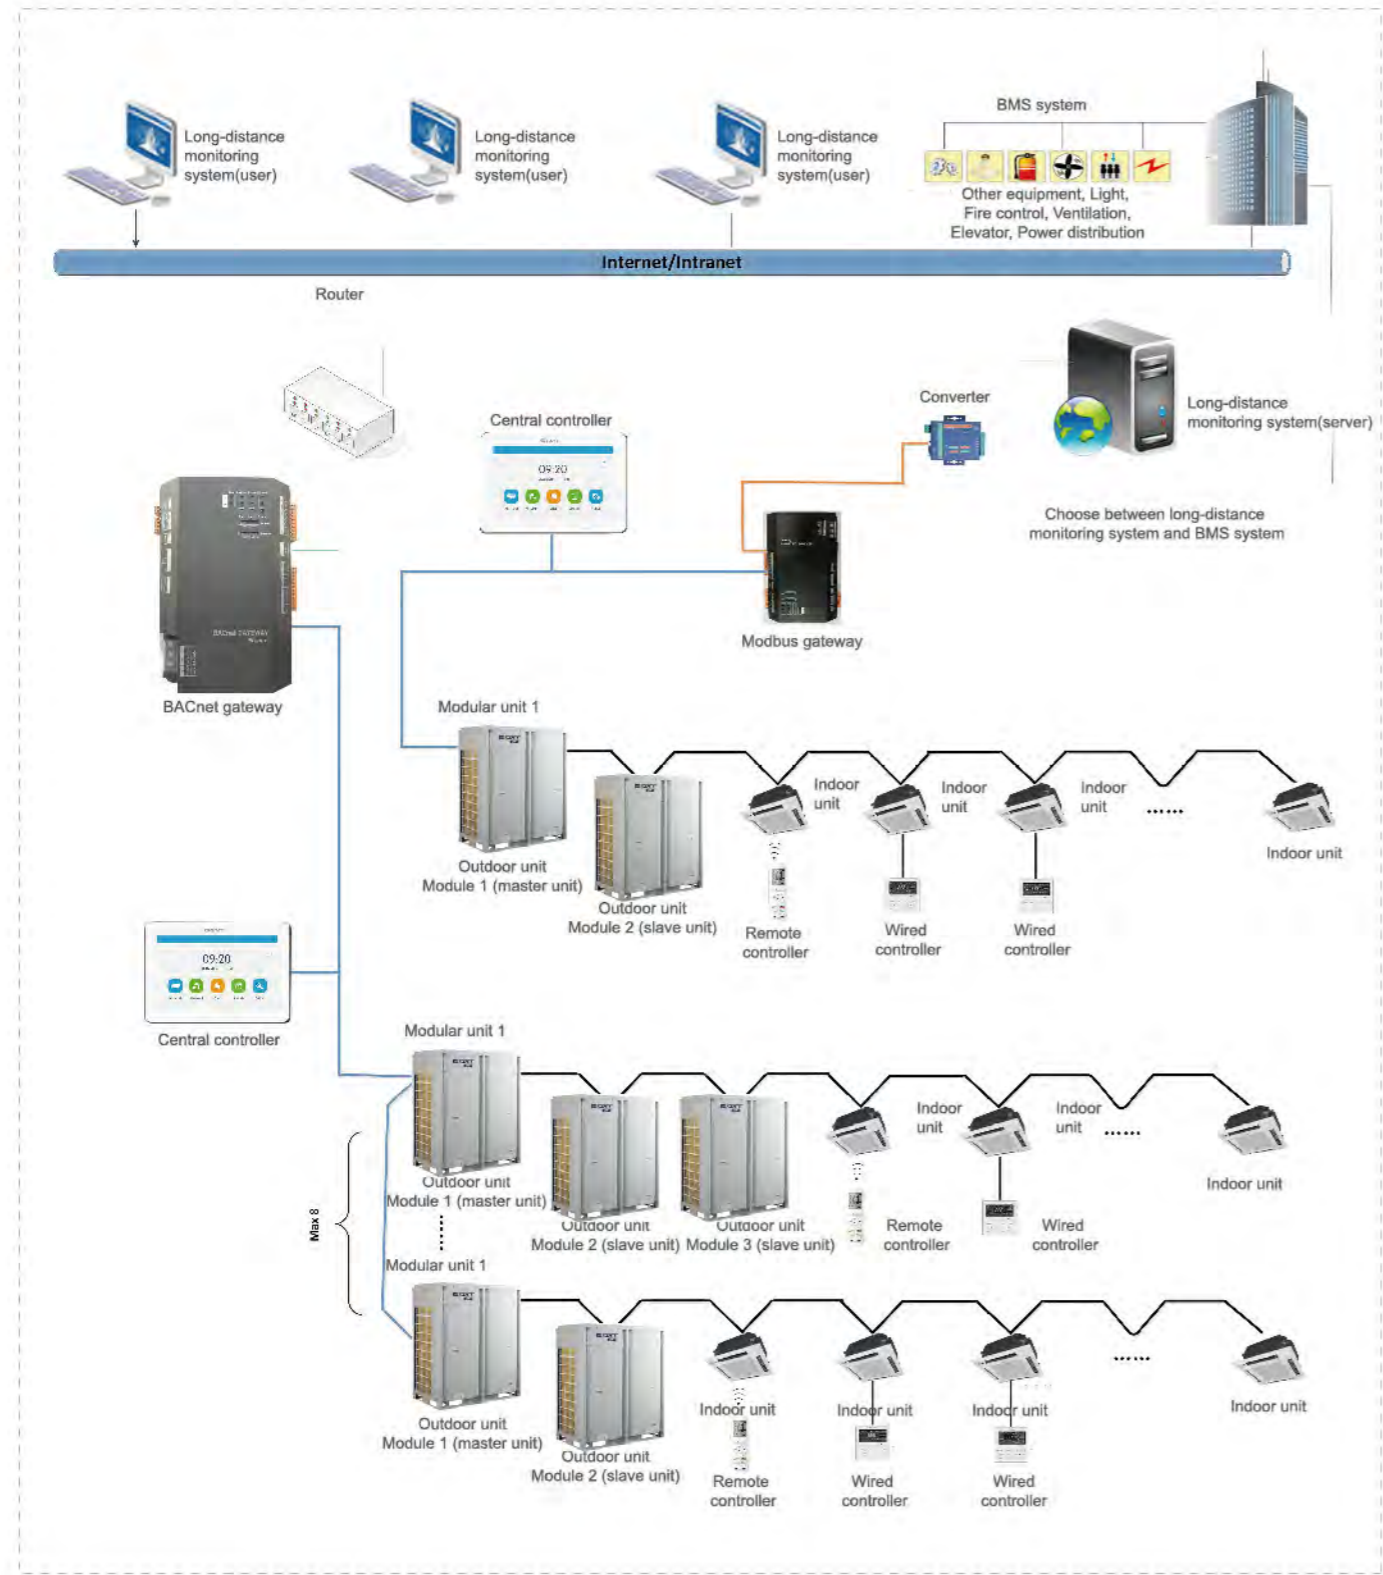 BMS system
Long-distance
monitoring
system(user)
Long-distance
monitoring
system(user)
Long-distance
monitoring
system(user)
Other equipment, Light,
Fire control, Ventilation,
Elevator, Power distribution
Internet/Intranet
Router
Converter
Long-distance
monitoring system(server)
Central controller
09:20
Choose between long-distance
monitoring system and BMS system
BACnet GATEWAY
Modbus gateway
BACnet gateway
Modular unit 1
Indoor
unit
Indoor
unit
Indoor
unit
Indoor unit
Outdoor unit
Module 1 (master unit)
Outdoor unit
Module 2 (slave unit)
Remote
controller
Wired
controller
Wired
controller
09:20
Central controller
Modular unit 1
Indoor
unit
Indoor
unit
Indoor unit
Outdoor unit
Module 1 (master unit)
Outdoor unit
Module 2 (slave unit)
Outdoor unit
Module 3 (slave unit)
Remote
controller
Wired
controller
Max 8
Modular unit 1
Outdoor unit
Module 1 (master unit)
Outdoor unit
Module 2 (slave unit)
Indoor unit
Indoor unit
Indoor unit
Indoor unit
Remote
controller
Wired
controller
Wired
controller